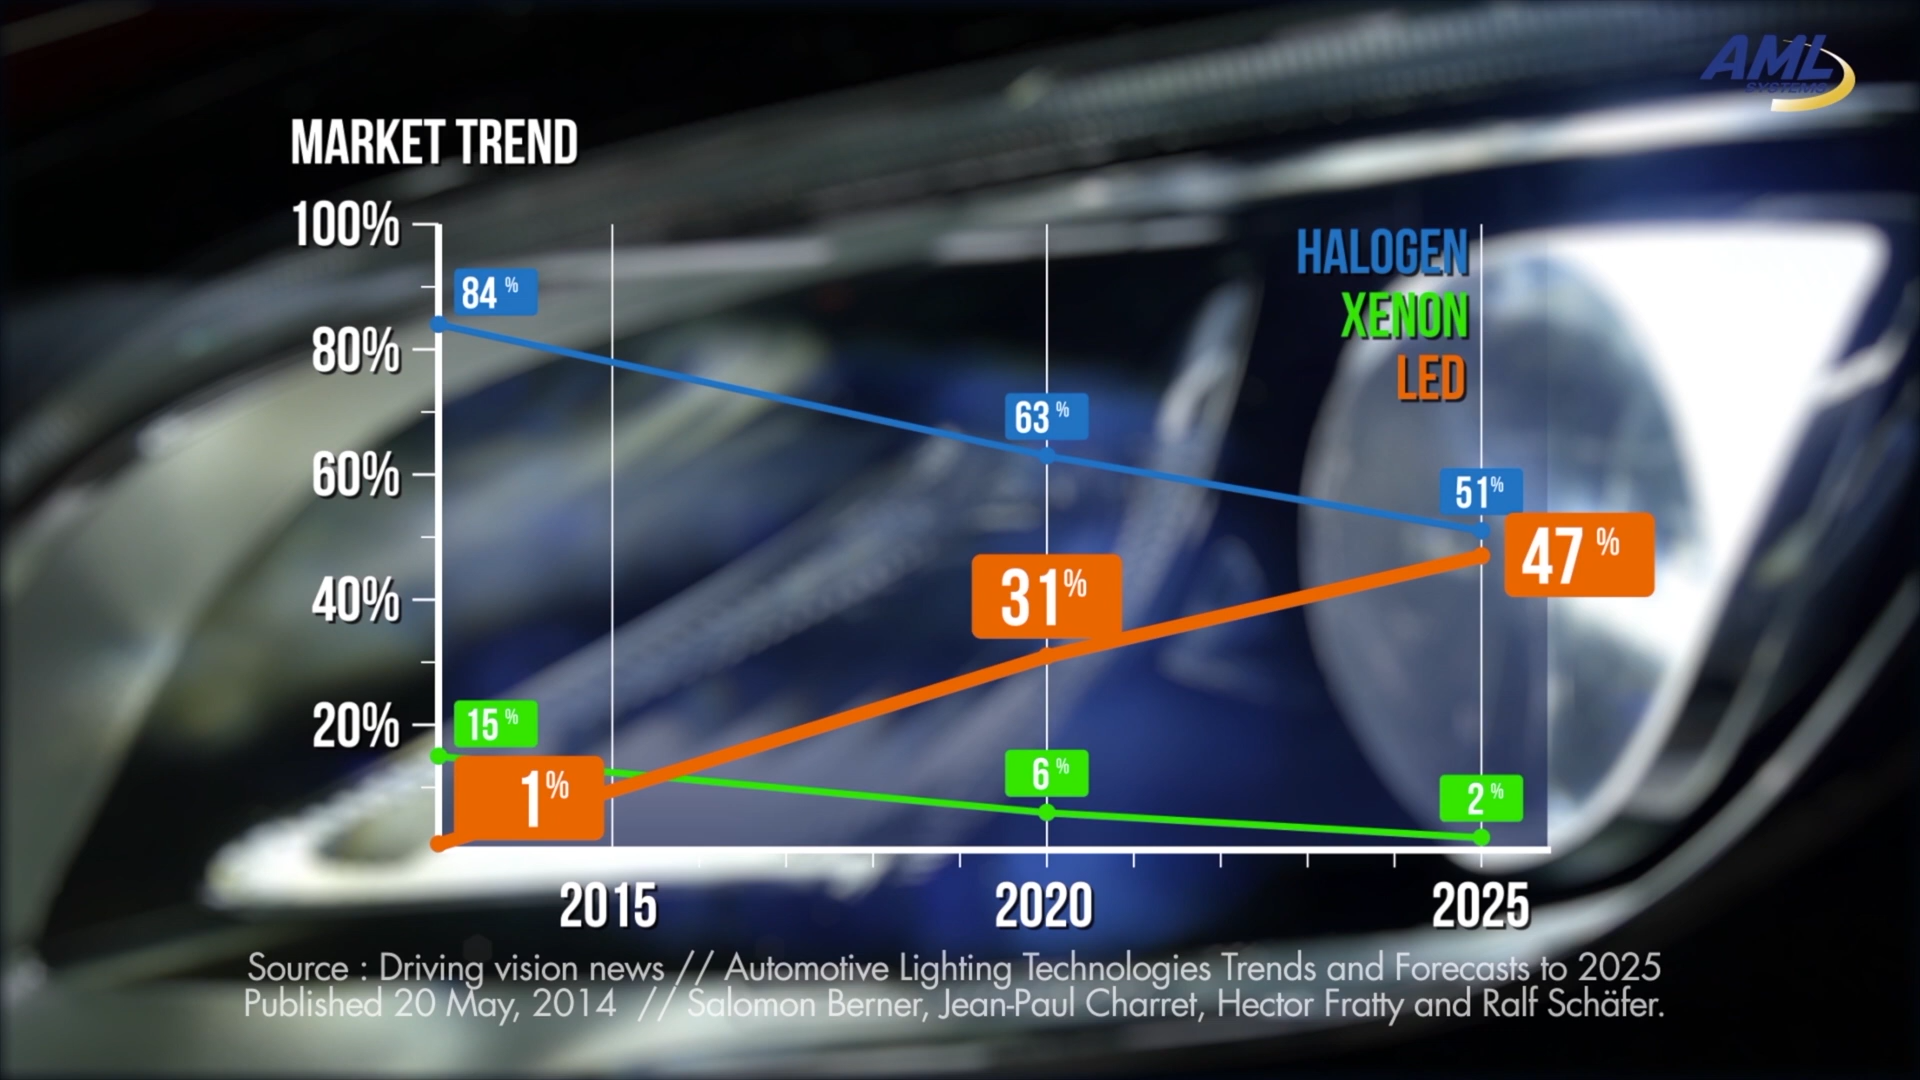 AML
SYSTEMS
MARKET TREND
100%
80%
60%
40%
20%
84 %
63 %
51 %
HALOGEN
XENON
LED
47 %
31 %
15 %
1 %
6 %
2 %
2015
2020
2025
Source : Driving vision news // Automotive Lighting Technologies Trends and Forecasts to 2025
Published 20 May, 2014 // Salomon Berner, Jean-Paul Charret, Hector Fratty and Ralf Schäfer.